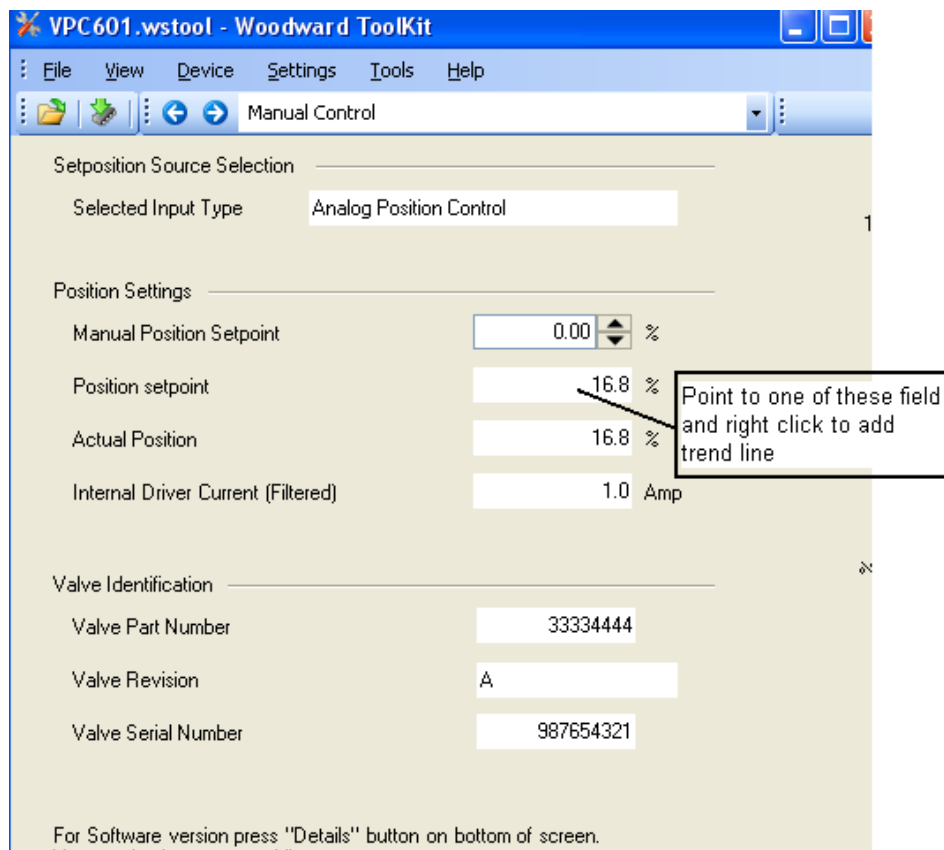 VPC601.wstool - Woodward ToolKit
File View Device Settings Tools Help
Manual Control
Setposition Source Selection
Selected Input Type Analog Position Control
1
Position Settings
Manual Position Setpoint 0.00 %
Position setpoint 16.8 %
Point to one of these field
and right click to add
trend line
Actual Position 16.8 %
Internal Driver Current (Filtered) 1.0 Amp
Valve Identification
Valve Part Number 33334444
Valve Revision A
Valve Serial Number 987654321
For Software version press "Details" button on bottom of screen.